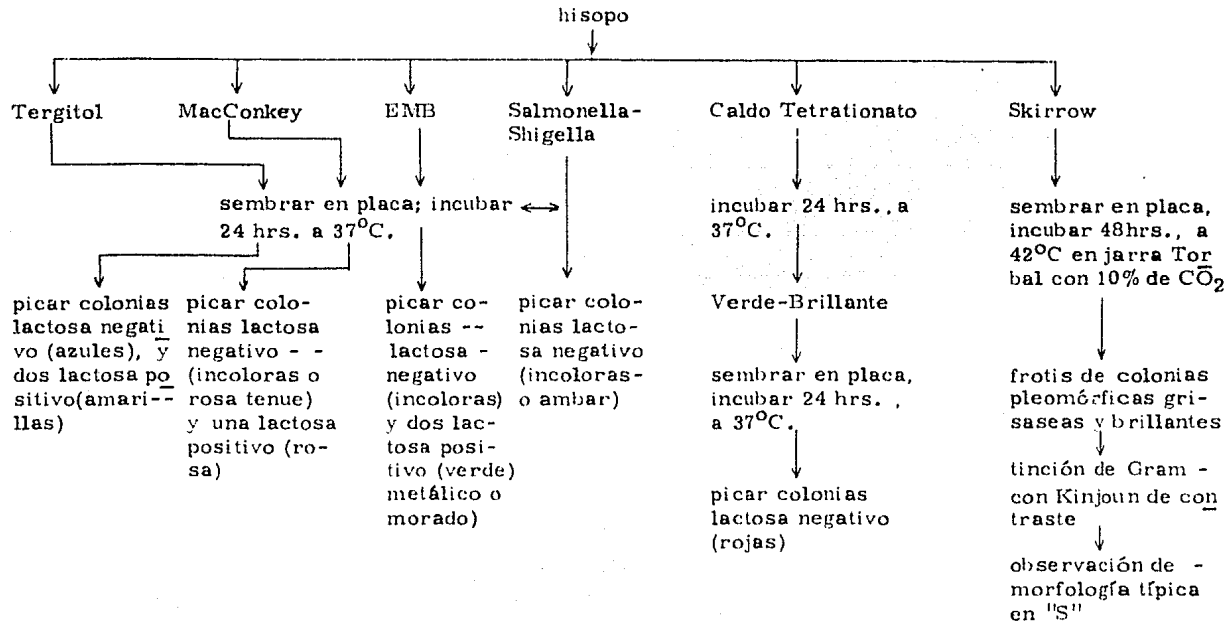 hisopo
Tergitol
MacConkey
EMB
Salmonella-
Shigella
Caldo Tetrationato
Skirrow
sembrar en placa; incubar
24 hrs. a 37°C.
incubar 24 hrs., a
37°C.
sembrar en placa,
incubar 48hrs., a
42°C en jarra Tor
bal con 10% de CO2
picar colonias
lactosa negati
vo (azules), y
dos lactosa po
sitivo(amari--
llas)
picar colo-
nias lactosa
negativo - -
(incoloras o
rosa tenue)
y una lactosa
positivo (ro-
sa)
picar co-
lonias --
lactosa -
negativo
(incoloras)
y dos lac-
tosa posi-
tivo (verde)
metálico o
morado)
picar colo-
nias lacto-
sa negativo
(incoloras-
o ambar)
Verde-Brillante
sembrar en placa,
incubar 24 hrs. ,
a 37°C.
picar colonias
lactosa negativo
(rojas)
frotis de colonias
pleomórficas gri-
saseas y brillantes
tinción de Gram -
con Kinjoun de con
traste
observación de -
morfología típica
en "S"